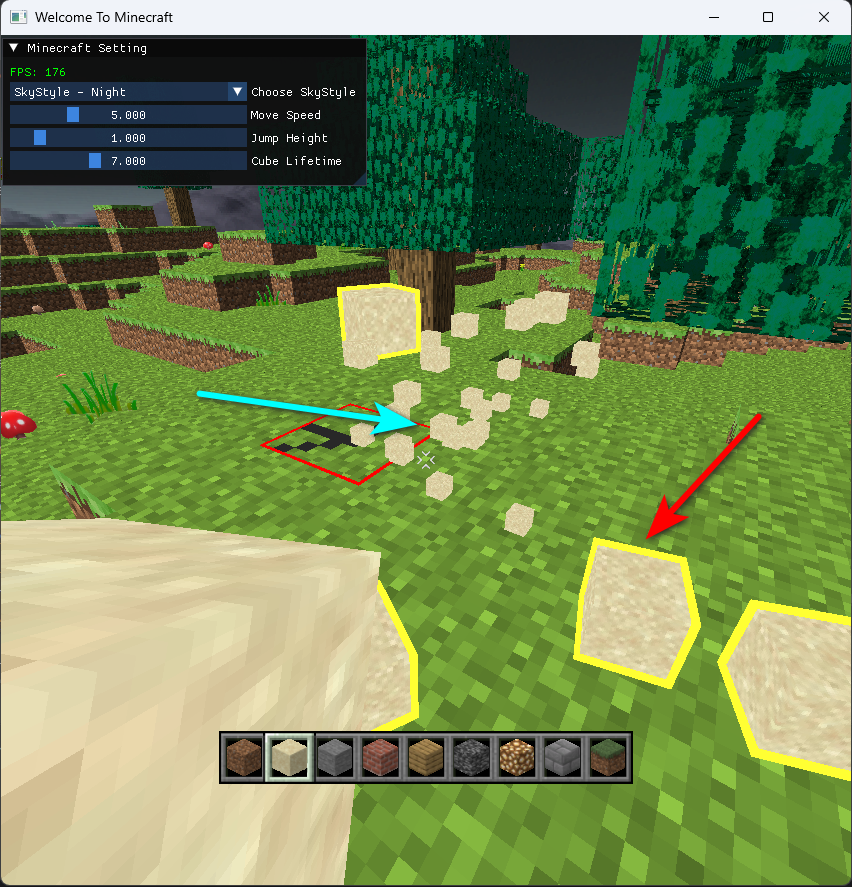 Welcome To Minecraft
Minecraft Setting
FPS: 176
SkyStyle - Night Choose SkyStyle
5.000 Move Speed
1.000 Jump Height
7.000 Cube Lifetime